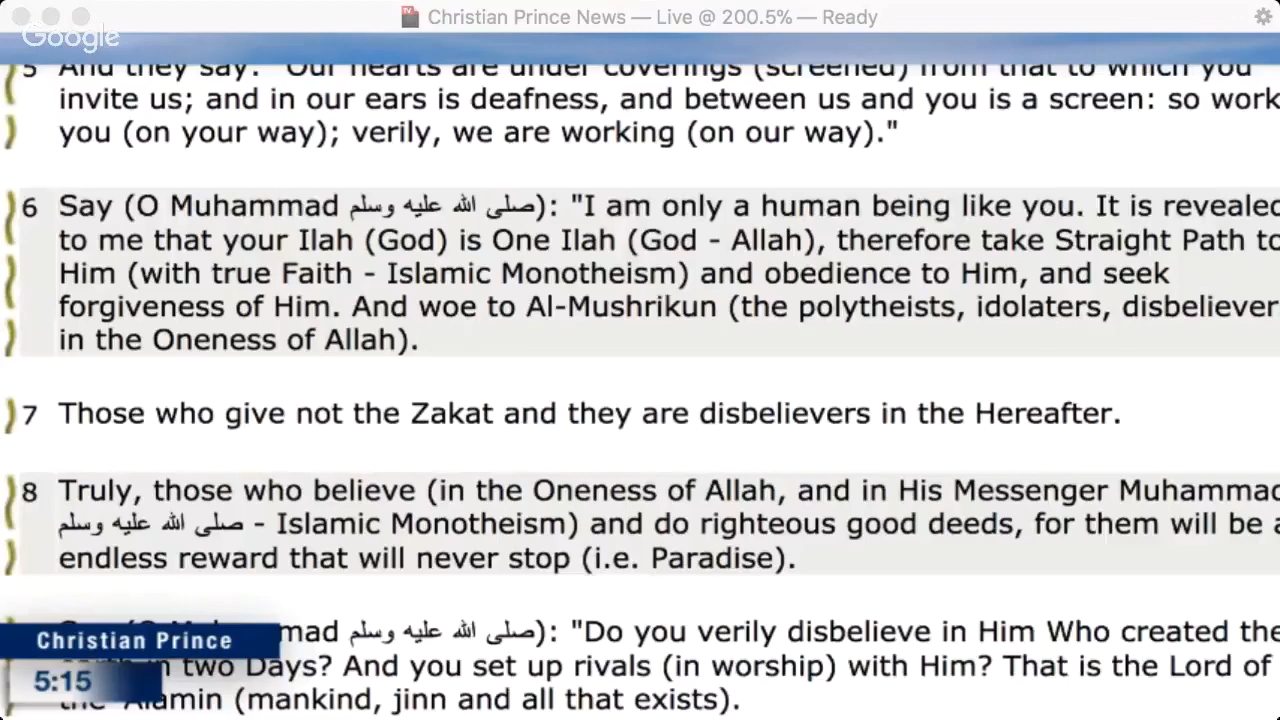 Christian Prince News — Live @ 200.5% — Ready
Google
5 And they say: "Our hearts are under coverings (screened) from that to which you
invite us; and in our ears is deafness, and between us and you is a screen: so work
you (on your way); verily, we are working (on our way)."
6 Say (O Muhammad صلى الله عليه وسلم): "I am only a human being like you. It is revealed
to me that your Ilah (God) is One Ilah (God - Allah), therefore take Straight Path to
Him (with true Faith - Islamic Monotheism) and obedience to Him, and seek
forgiveness of Him. And woe to Al-Mushrikun (the polytheists, idolaters, disbeliever
in the Oneness of Allah).
7 Those who give not the Zakat and they are disbelievers in the Hereafter.
8 Truly, those who believe (in the Oneness of Allah, and in His Messenger Muhammad
صلى الله عليه وسلم - Islamic Monotheism) and do righteous good deeds, for them will be a
endless reward that will never stop (i.e. Paradise).
mad صلى الله عليه وسلم): "Do you verily disbelieve in Him Who created the
Christian Prince
earth in two Days? And you set up rivals (in worship) with Him? That is the Lord of
5:15
the 'Alamin (mankind, jinn and all that exists).